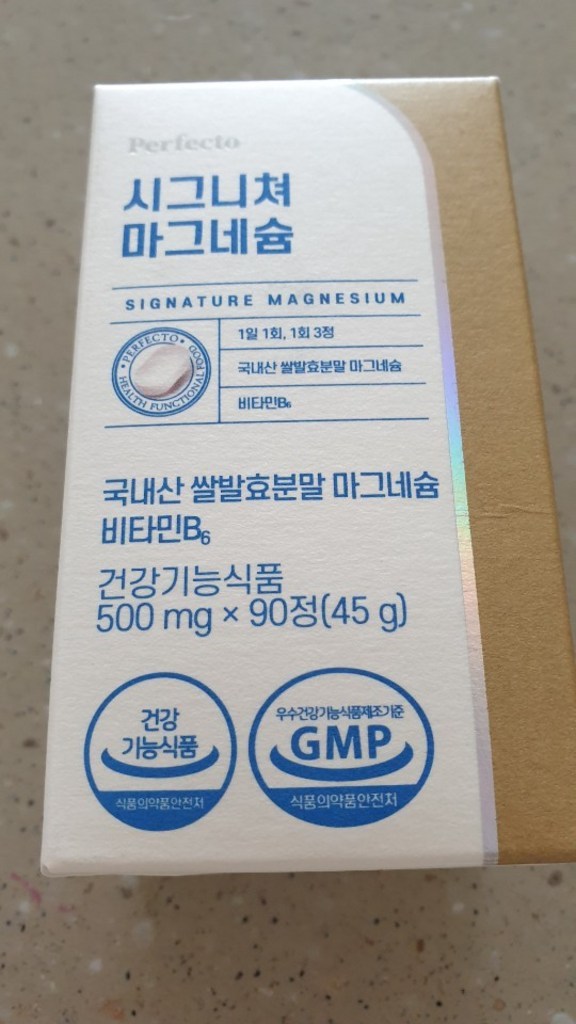 Perfecto
시그니쳐
마그네슘
SIGNATURE MAGNESIUM
PERFECTO
HEALTH FUNCTIONAL FOOD
1일 1회, 1회 3정
국내산 쌀발효분말 마그네슘
비타민B₆
국내산 쌀발효분말 마그네슘
비타민B₆
건강기능식품
500 mg × 90정(45 g)
건강
기능식품
식품의약품안전처
우수건강기능식품제조기준
GMP
식품의약품안전처